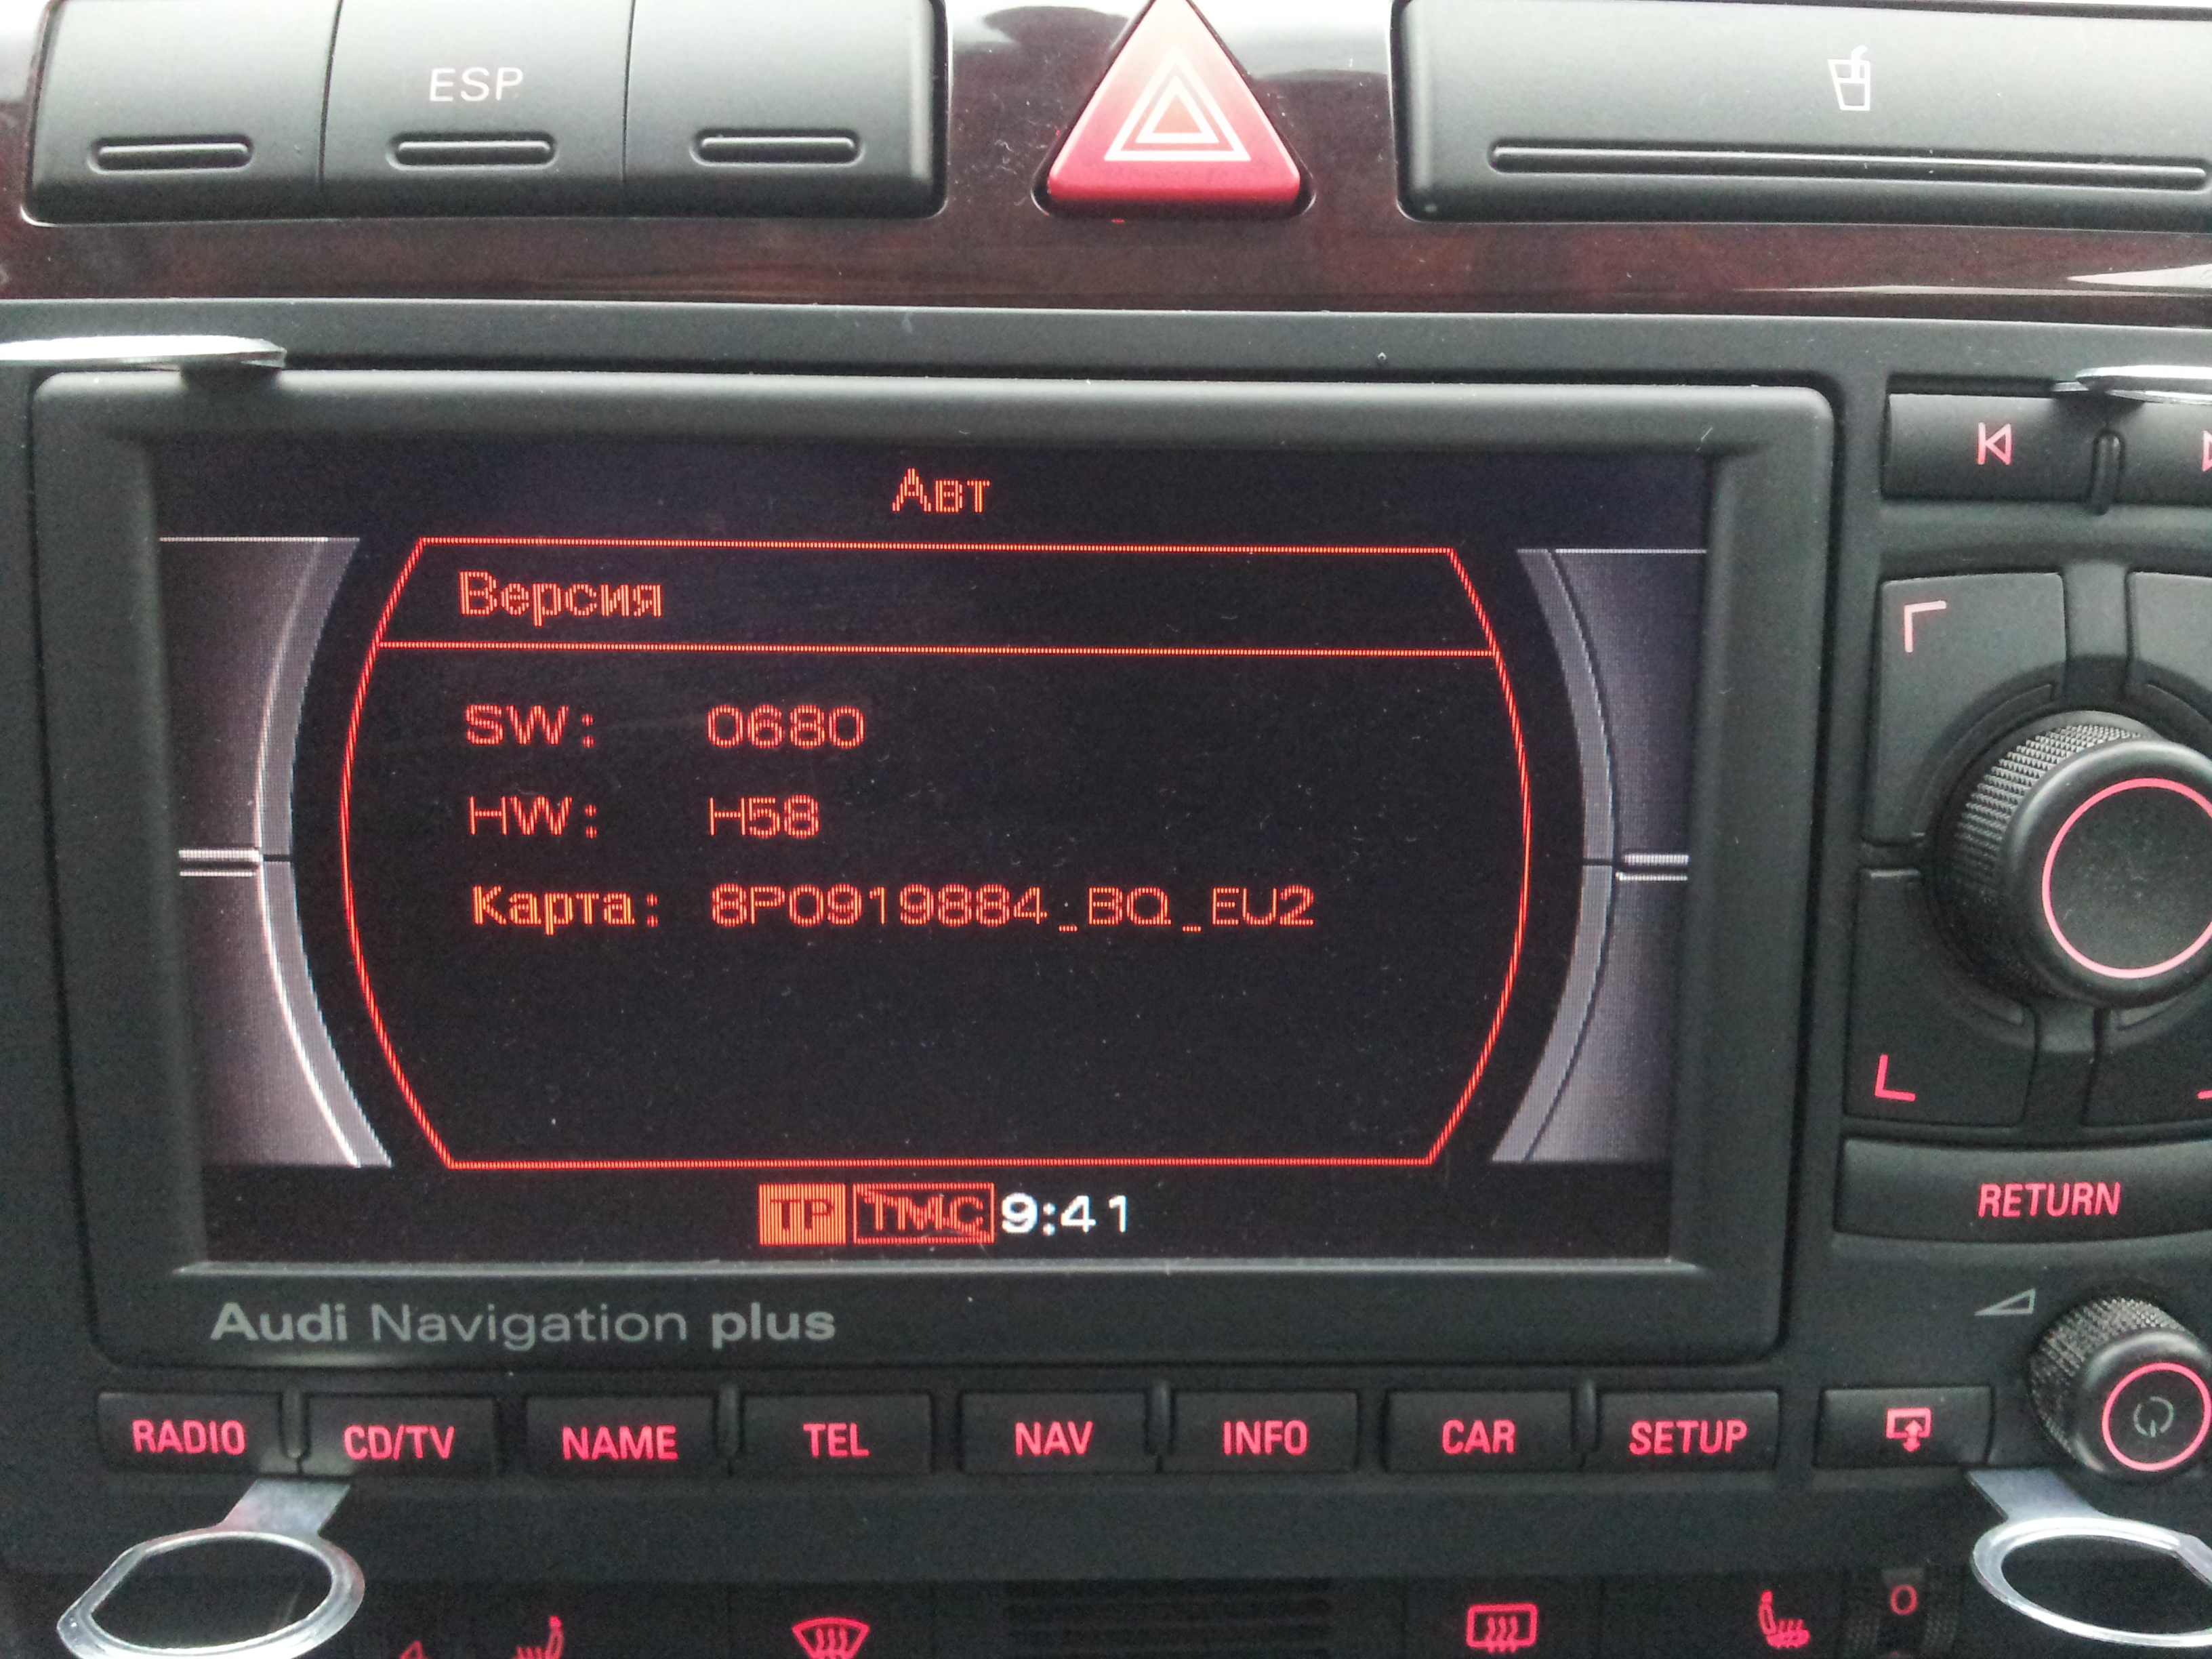 ESP
Авт
Версия
SW: 0680
HW: H58
Карта: 8P0919884_BQ_EU2
TP TMC 9:41
RETURN
Audi Navigation plus
RADIO CD/TV NAME TEL NAV INFO CAR SETUP
0